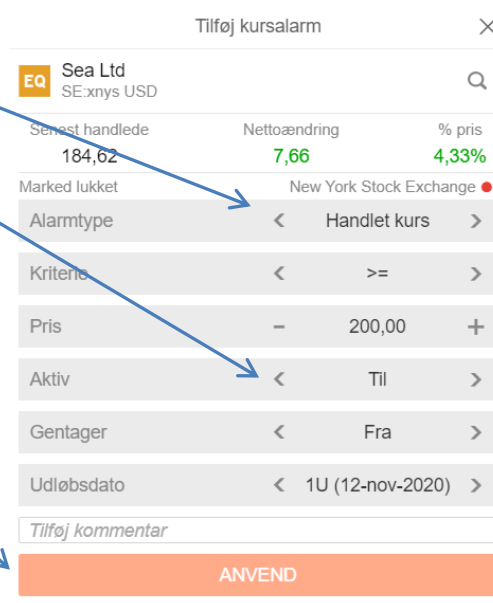 Tilføj kursalarm
EQ Sea Ltd
SE:xnys USD
Senest handlede Nettoændring % pris
184,62 7,66 4,33%
Marked lukket New York Stock Exchange
Alarmtype < Handlet kurs >
Kriterie < >= >
Pris - 200,00 +
Aktiv < Til >
Gentager < Fra >
Udløbsdato < 1U (12-nov-2020) >
Tilføj kommentar
ANVEND